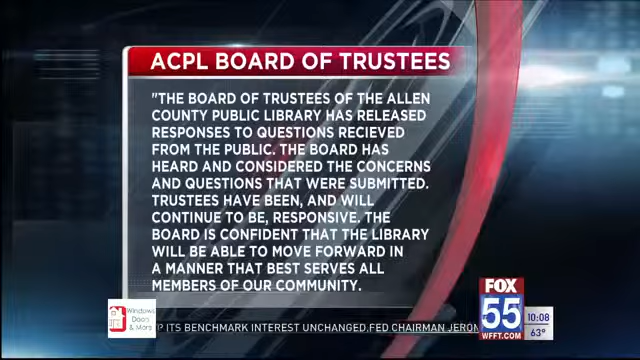 ACPL BOARD OF TRUSTEES
"THE BOARD OF TRUSTEES OF THE ALLEN
COUNTY PUBLIC LIBRARY HAS RELEASED
RESPONSES TO QUESTIONS RECIEVED
FROM THE PUBLIC. THE BOARD HAS
HEARD AND CONSIDERED THE CONCERNS
AND QUESTIONS THAT WERE SUBMITTED.
TRUSTEES HAVE BEEN, AND WILL
CONTINUE TO BE, RESPONSIVE. THE
BOARD IS CONFIDENT THAT THE LIBRARY
WILL BE ABLE TO MOVE FORWARD IN
A MANNER THAT BEST SERVES ALL
MEMBERS OF OUR COMMUNITY.
FOX
55
WFFT.COM
10:08
63°
Windows
Doors
& More
ITS BENCHMARK INTEREST UNCHANGED,FED CHAIRMAN JERON